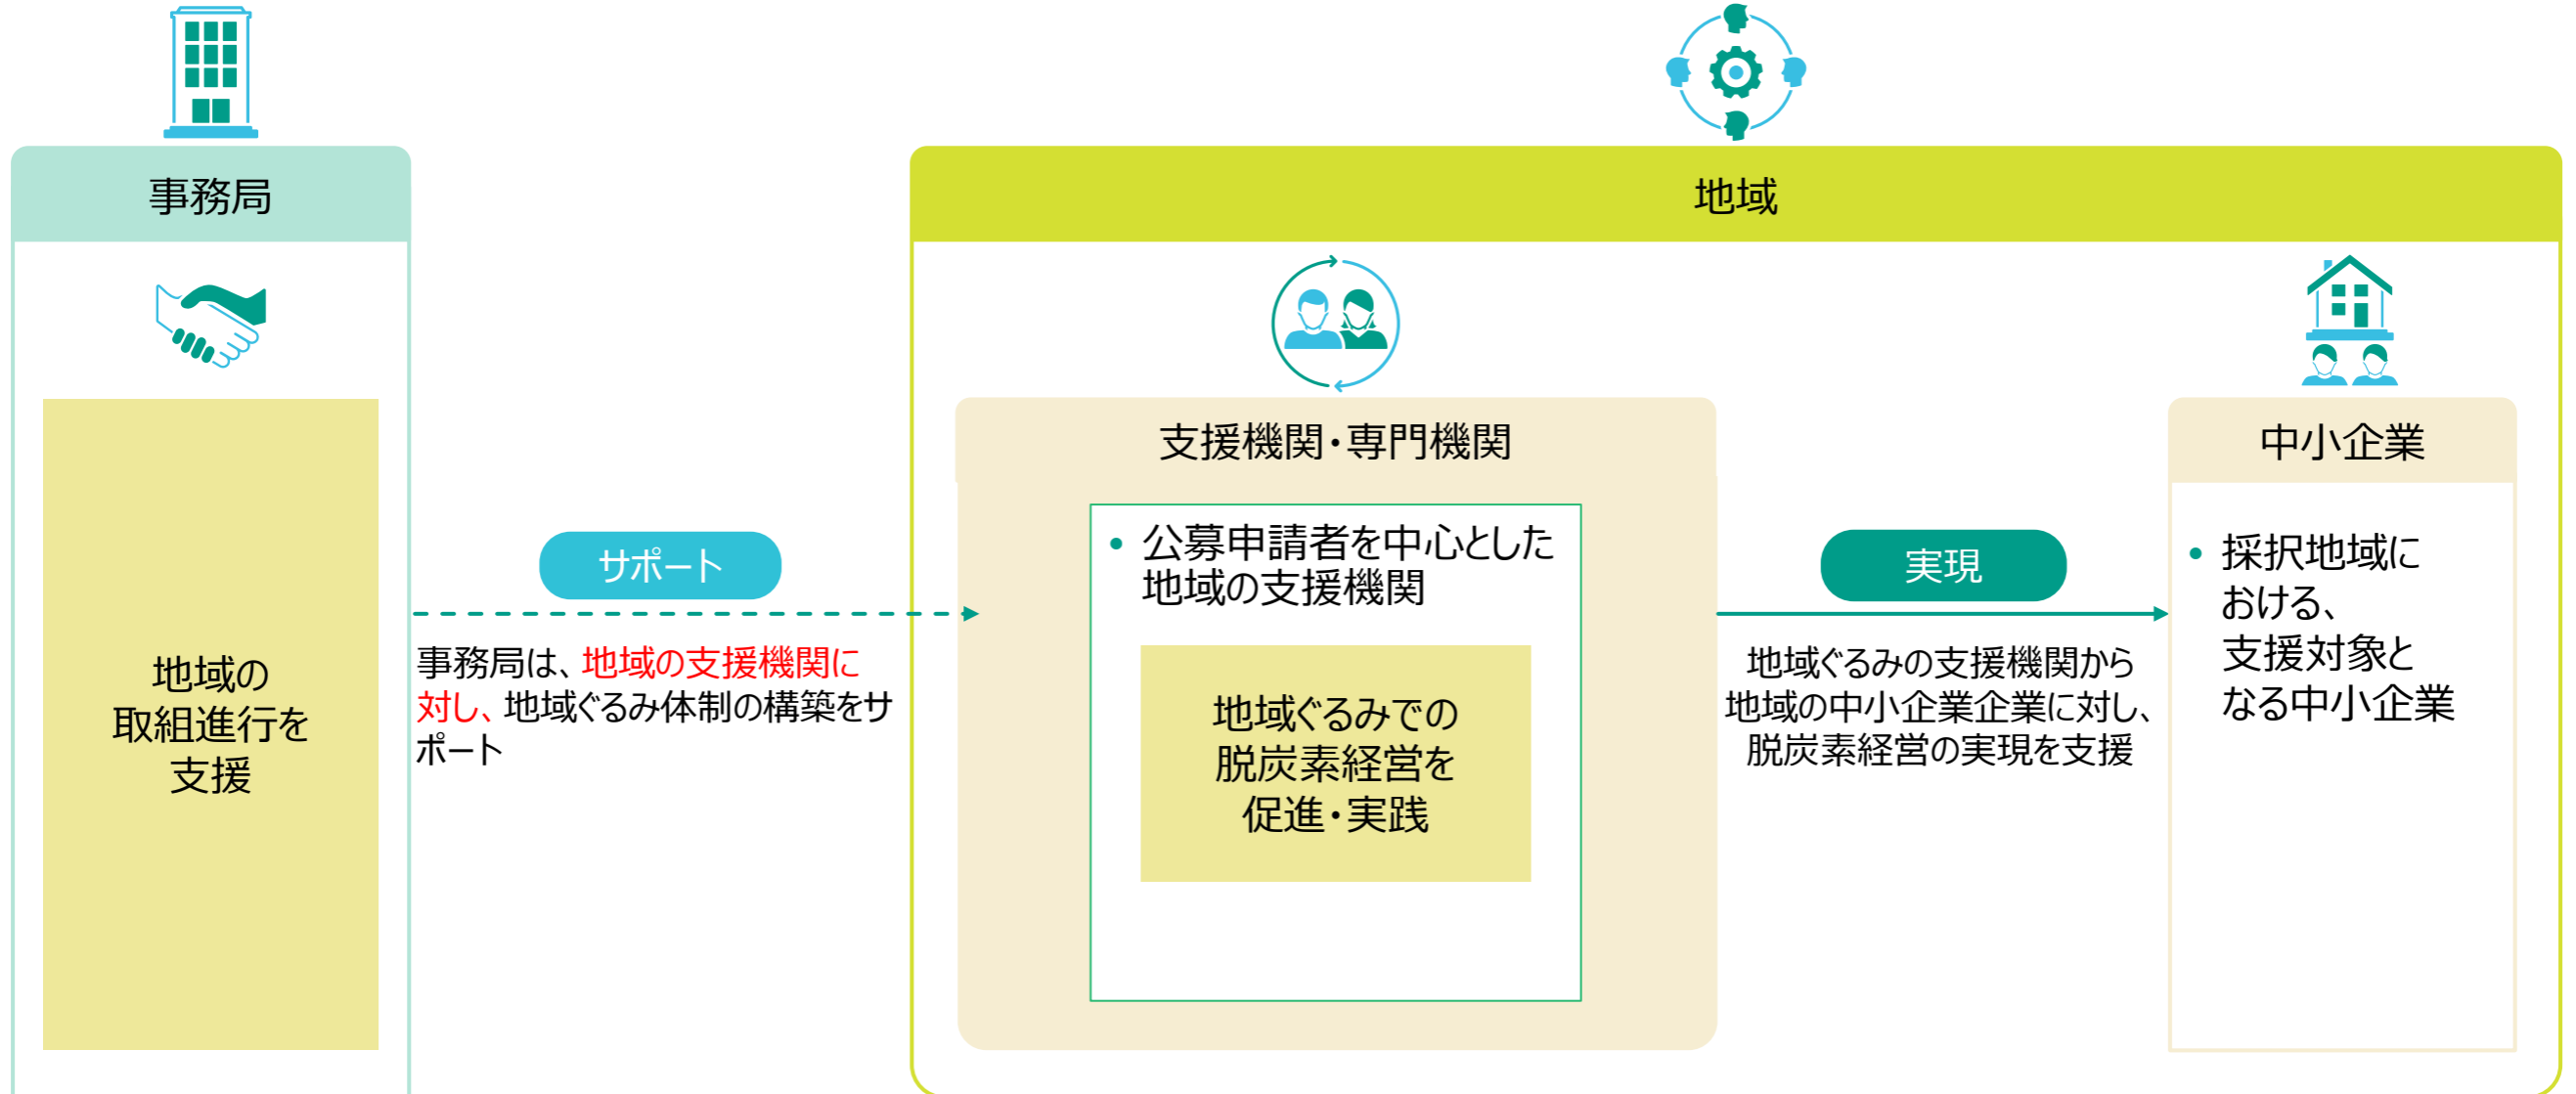 事務局
地域
支援機関・専門機関
中小企業
地域の
取組進行を
支援
サポート
事務局は、地域の支援機関に
対し、地域ぐるみ体制の構築をサ
ポート
• 公募申請者を中心とした
地域の支援機関
地域ぐるみでの
脱炭素経営を
促進・実践
実現
地域ぐるみの支援機関から
地域の中小企業企業に対し、
脱炭素経営の実現を支援
• 採択地域に
おける、
支援対象と
なる中小企業